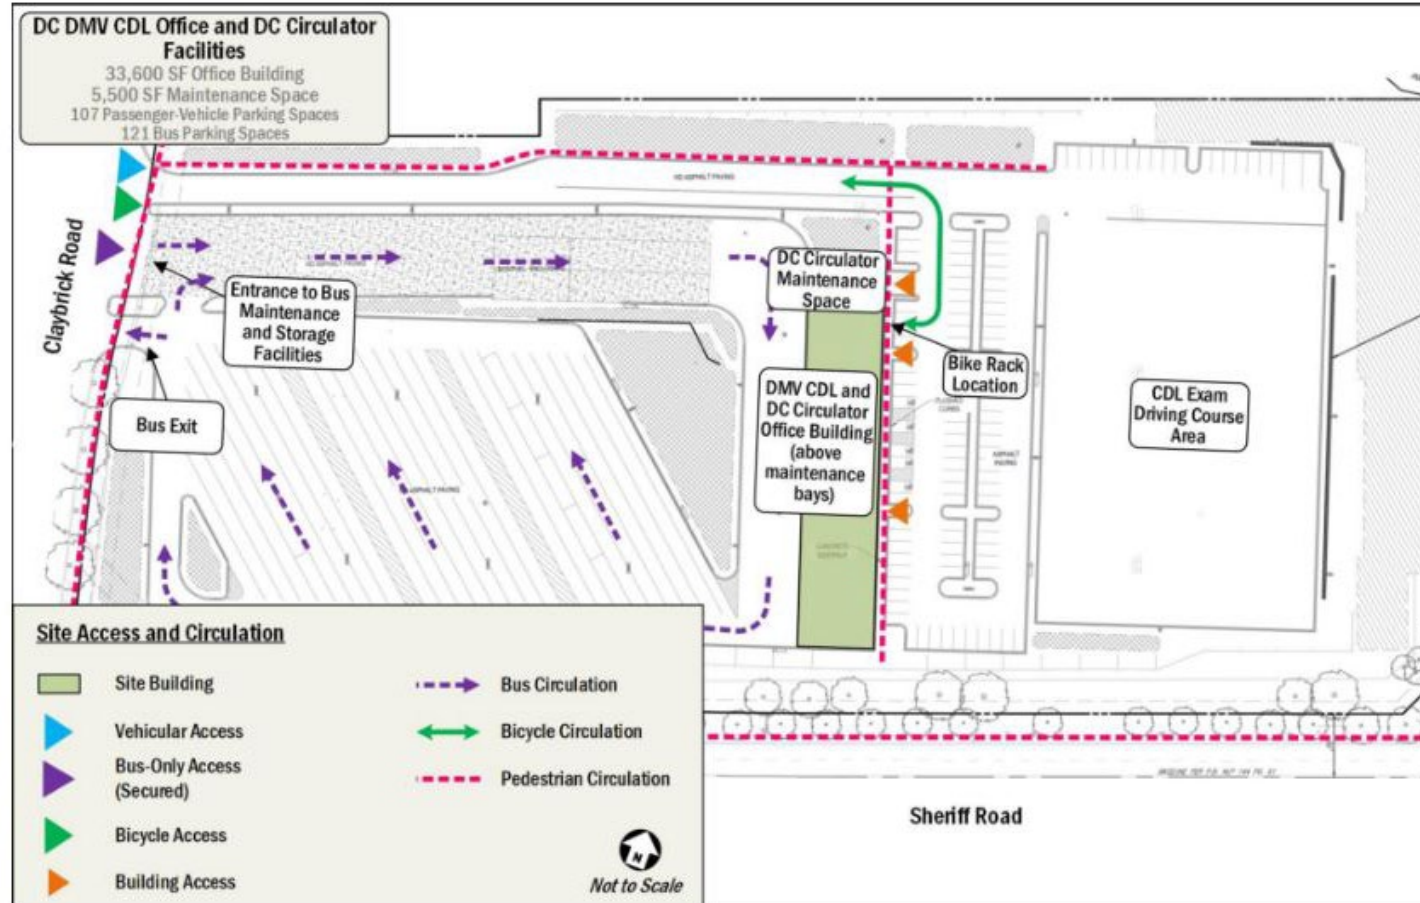 DC DMV CDL Office and DC Circulator
Facilities
33,600 SF Office Building
5,500 SF Maintenance Space
107 Passenger-Vehicle Parking Spaces
121 Bus Parking Spaces
Claybrick Road
Entrance to Bus
Maintenance
and Storage
Facilities
Bus Exit
DC Circulator
Maintenance
Space
DMV CDL and
DC Circulator
Office Building
(above
maintenance
bays)
Bike Rack
Location
CDL Exam
Driving Course
Area
ASPHALT PAVING
ASPHALT
PAVING
Site Access and Circulation
Site Building
Vehicular Access
Bus-Only Access
(Secured)
Bicycle Access
Building Access
Bus Circulation
Bicycle Circulation
Pedestrian Circulation
N
Not to Scale
Sheriff Road